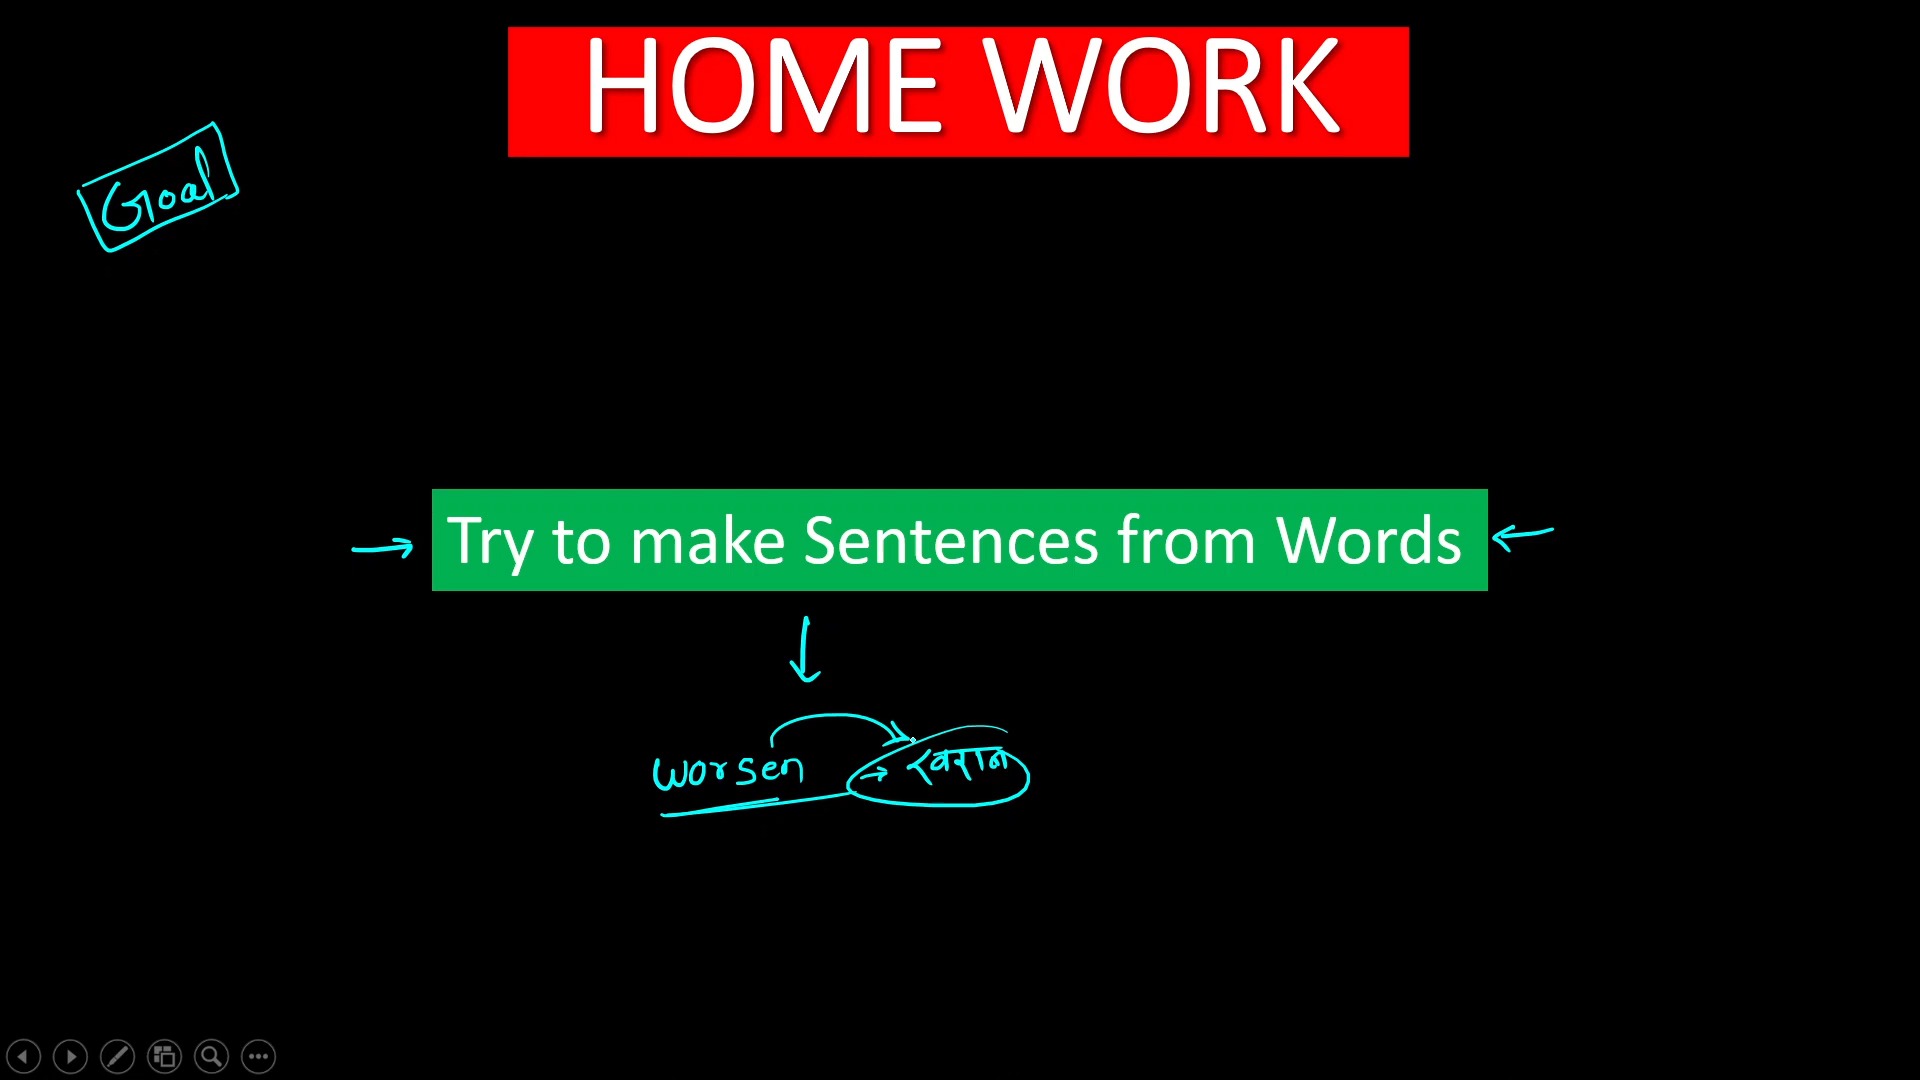 HOME WORK
Goal
Try to make Sentences from Words
worsen → खराब